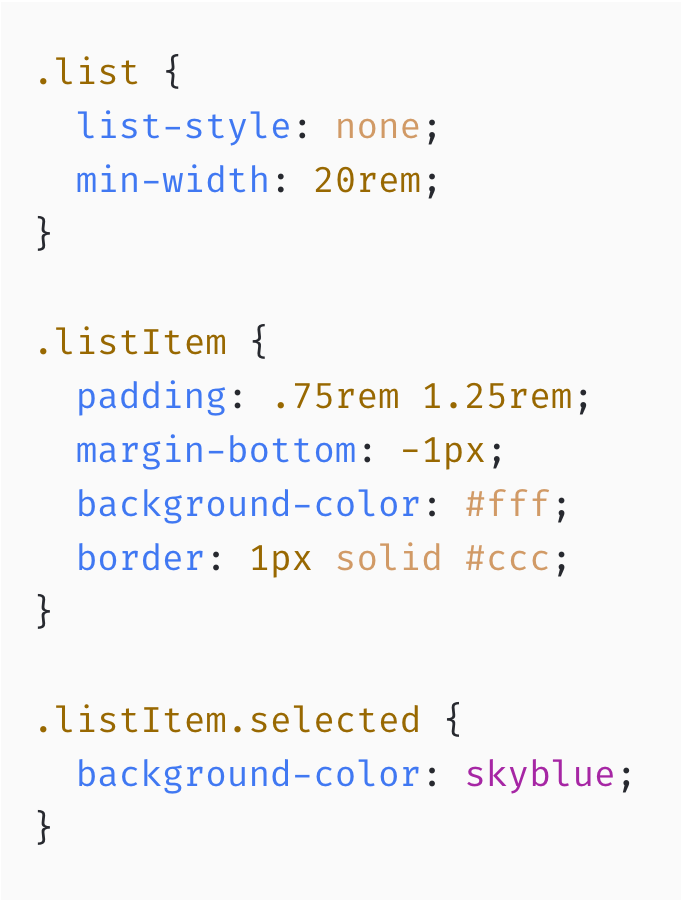 .list {
  list-style: none;
  min-width: 20rem;
}

.listItem {
  padding: .75rem 1.25rem;
  margin-bottom: -1px;
  background-color: #fff;
  border: 1px solid #ccc;
}

.listItem.selected {
  background-color: skyblue;
}